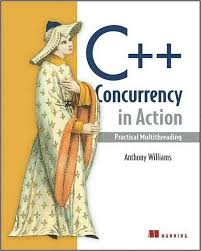 C++
Concurrency
in Action
Practical Multithreading
Anthony Williams
MANNING